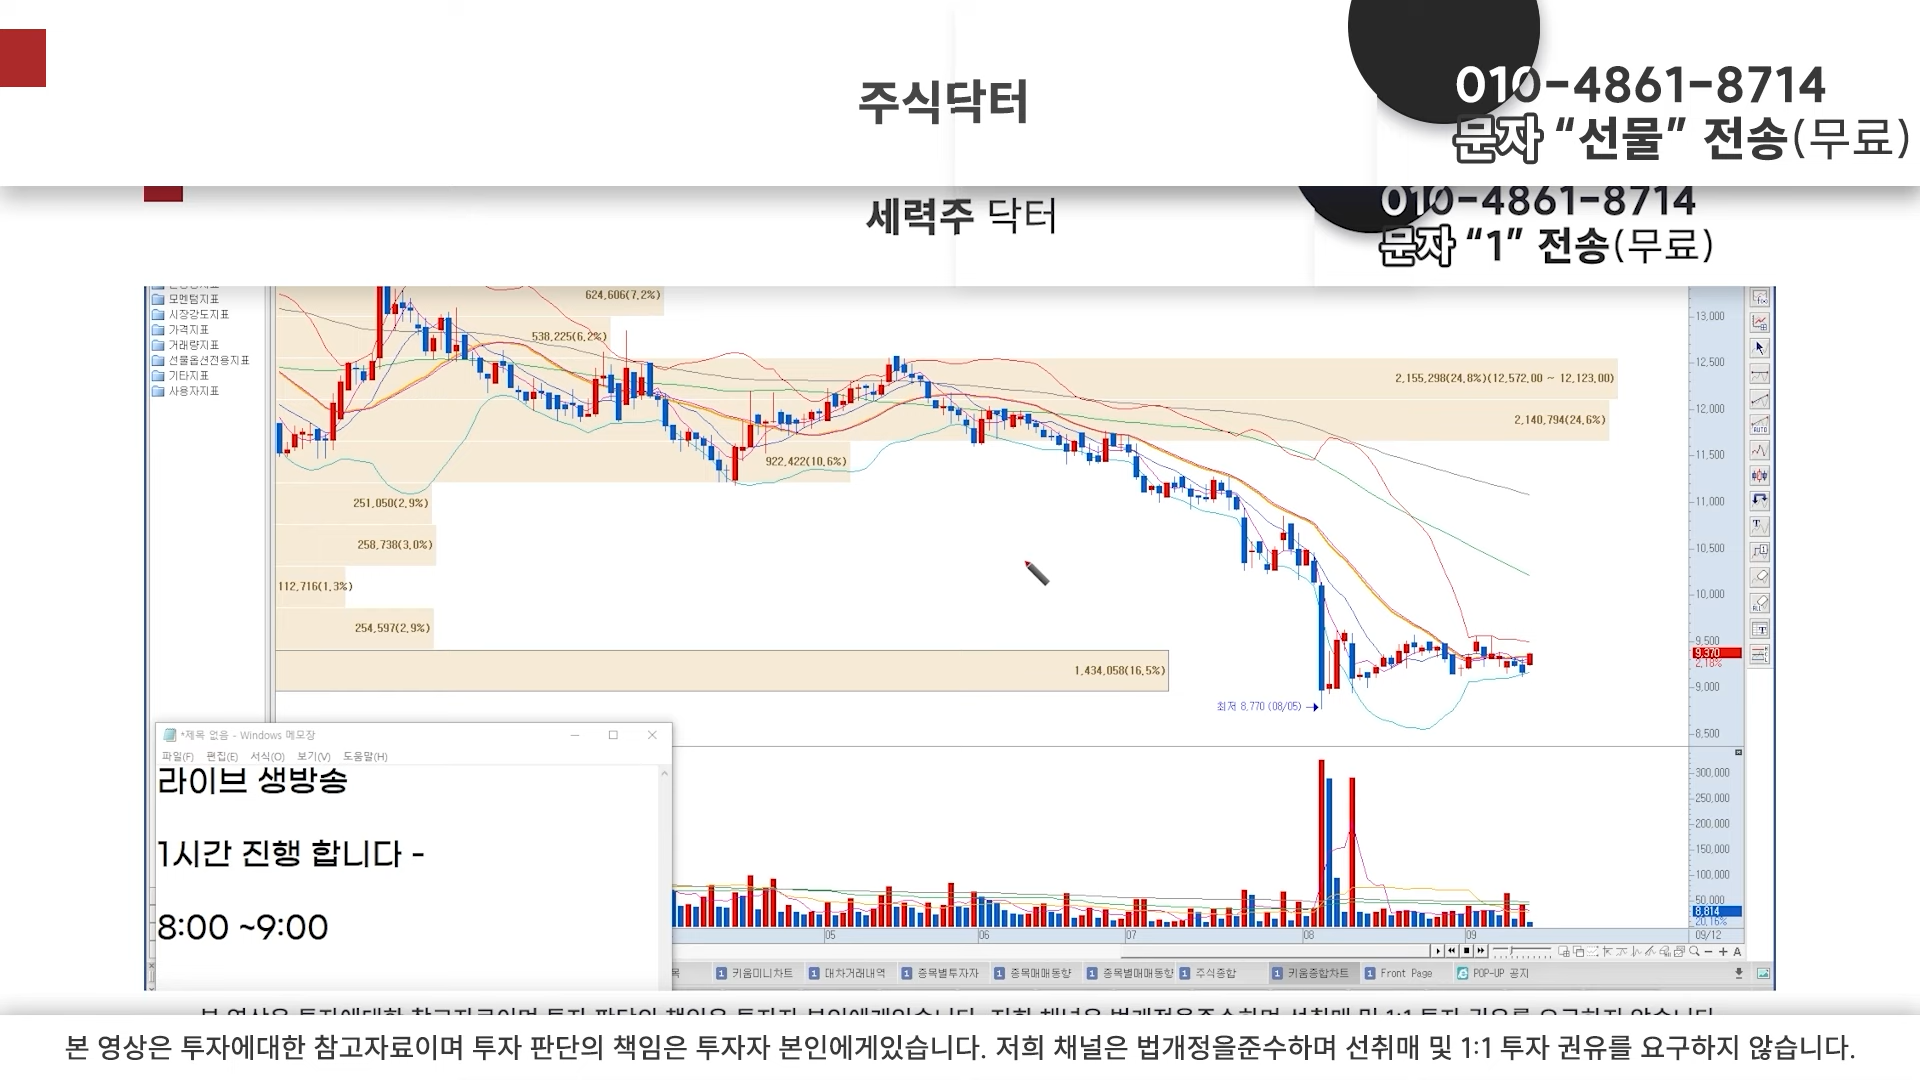 주식닥터
010-4861-8714
문자 “선물” 전송(무료)
세력주 닥터
010-4861-8714
문자 “1” 전송(무료)
모멘텀지표
시장강도지표
가격지표
거래량지표
선물옵션전용지표
기타지표
사용자지표
624,606(7,2%)
538,225(6,2%)
2,155,298(24,8%)(12,572,00 ~ 12,123,00)
2,140,794(24,6%)
922,422(10,6%)
251,050(2,9%)
258,738(3,0%)
112,716(1,3%)
254,597(2,9%)
1,434,058(16,5%)
최저 8,770 (08/05)
13,000
12,500
12,000
11,500
11,000
10,500
10,000
9,500
9,370
2,18%
9,000
8,500
300,000
250,000
200,000
150,000
100,000
50,000
8,814
20,16%
05
06
07
08
09
09/12
*제목 없음 - Windows 메모장
파일(F) 편집(E) 서식(O) 보기(V) 도움말(H)
라이브 생방송
1시간 진행 합니다 -
8:00 ~9:00
키움미니차트
대차거래내역
종목별투자자
종목매매동향
종목별매매동향
주식종합
키움종합차트
Front Page
POP-UP 공지
본 영상은 투자에대한 참고자료이며 투자 판단의 책임은 투자자 본인에게있습니다. 저희 채널은 법개정을준수하며 선취매 및 1:1 투자 권유를 요구하지 않습니다.